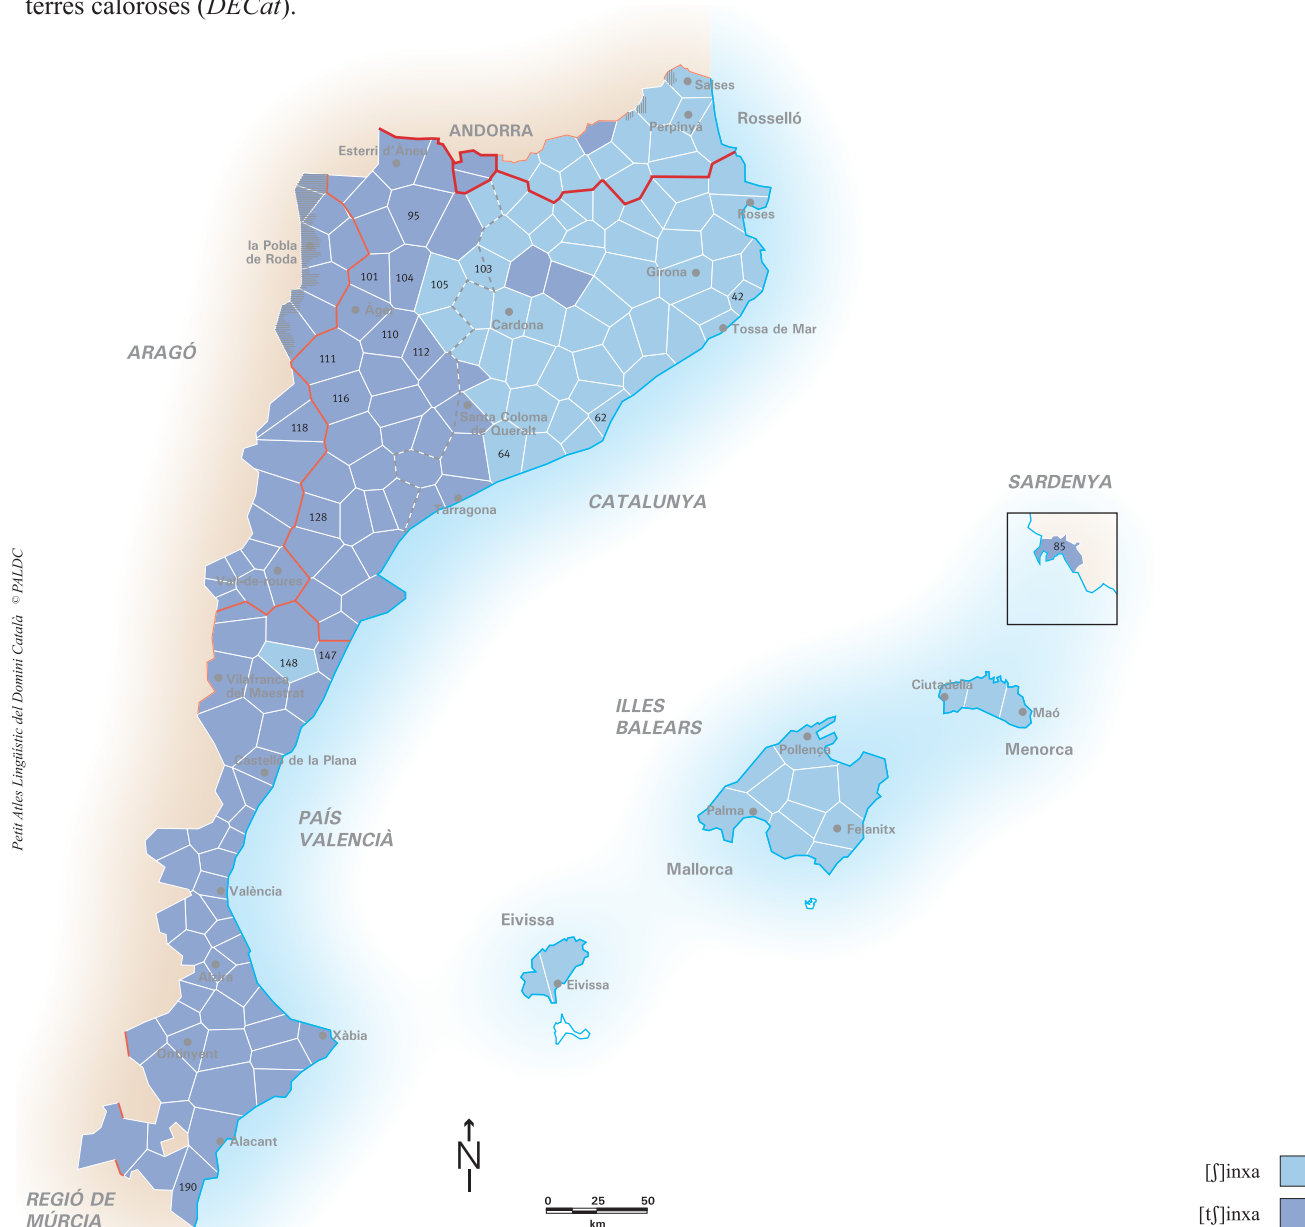 terres caloroses (DECat).
Salses
Perpinyà
Rosselló
ANDORRA
Esterri d'Àneu
95
Roses
la Pobla
de Roda
101
104
105
103
Girona
42
Àger
Cardona
Tossa de Mar
110
ARAGÓ
111
112
116
Santa Coloma
de Queralt
62
118
64
SARDENYA
CATALUNYA
Tarragona
128
85
Vall-de-roures
Petit Atles Lingüístic del Domini Català © PALDC
148
147
Vilafranca
del Maestrat
Ciutadella
ILLES
BALEARS
Maó
Menorca
Pollença
Castelló de la Plana
Palma
PAÍS
VALENCIÀ
Felanitx
Mallorca
València
Eivissa
Alzira
Eivissa
Xàbia
Ontinyent
Alacant
N
[ʃ]inxa
190
REGIÓ DE
MÚRCIA
0 25 50
km
[tʃ]inxa